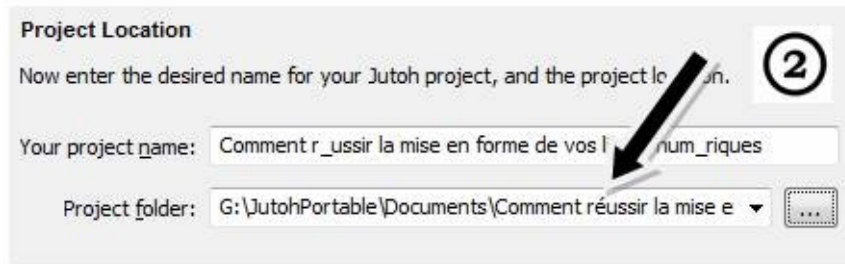 Project Location
②
Now enter the desired name for your Jutoh project, and the project
Your project name: Comment r_ussir la mise en forme de vos num_riques
Project folder: G:\JutohPortable\Documents\Comment réussir la mise e ...